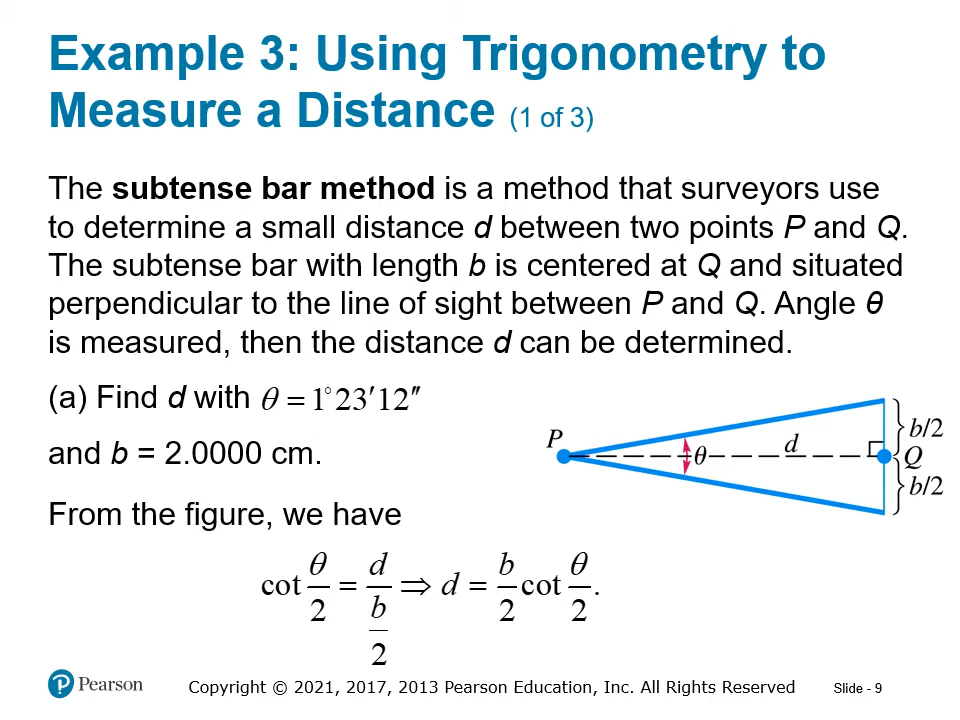 Example 3: Using Trigonometry to
Measure a Distance (1 of 3)
The subtense bar method is a method that surveyors use
to determine a small distance d between two points P and Q.
The subtense bar with length b is centered at Q and situated
perpendicular to the line of sight between P and Q. Angle θ
is measured, then the distance d can be determined.
(a) Find d with θ = 1°23′12″
and b = 2.0000 cm.
P
θ
d
b/2
Q
b/2
From the figure, we have
cot θ/2 = d/(b/2) ⇒ d = b/2 cot θ/2.
Pearson
Copyright © 2021, 2017, 2013 Pearson Education, Inc. All Rights Reserved
Slide - 9